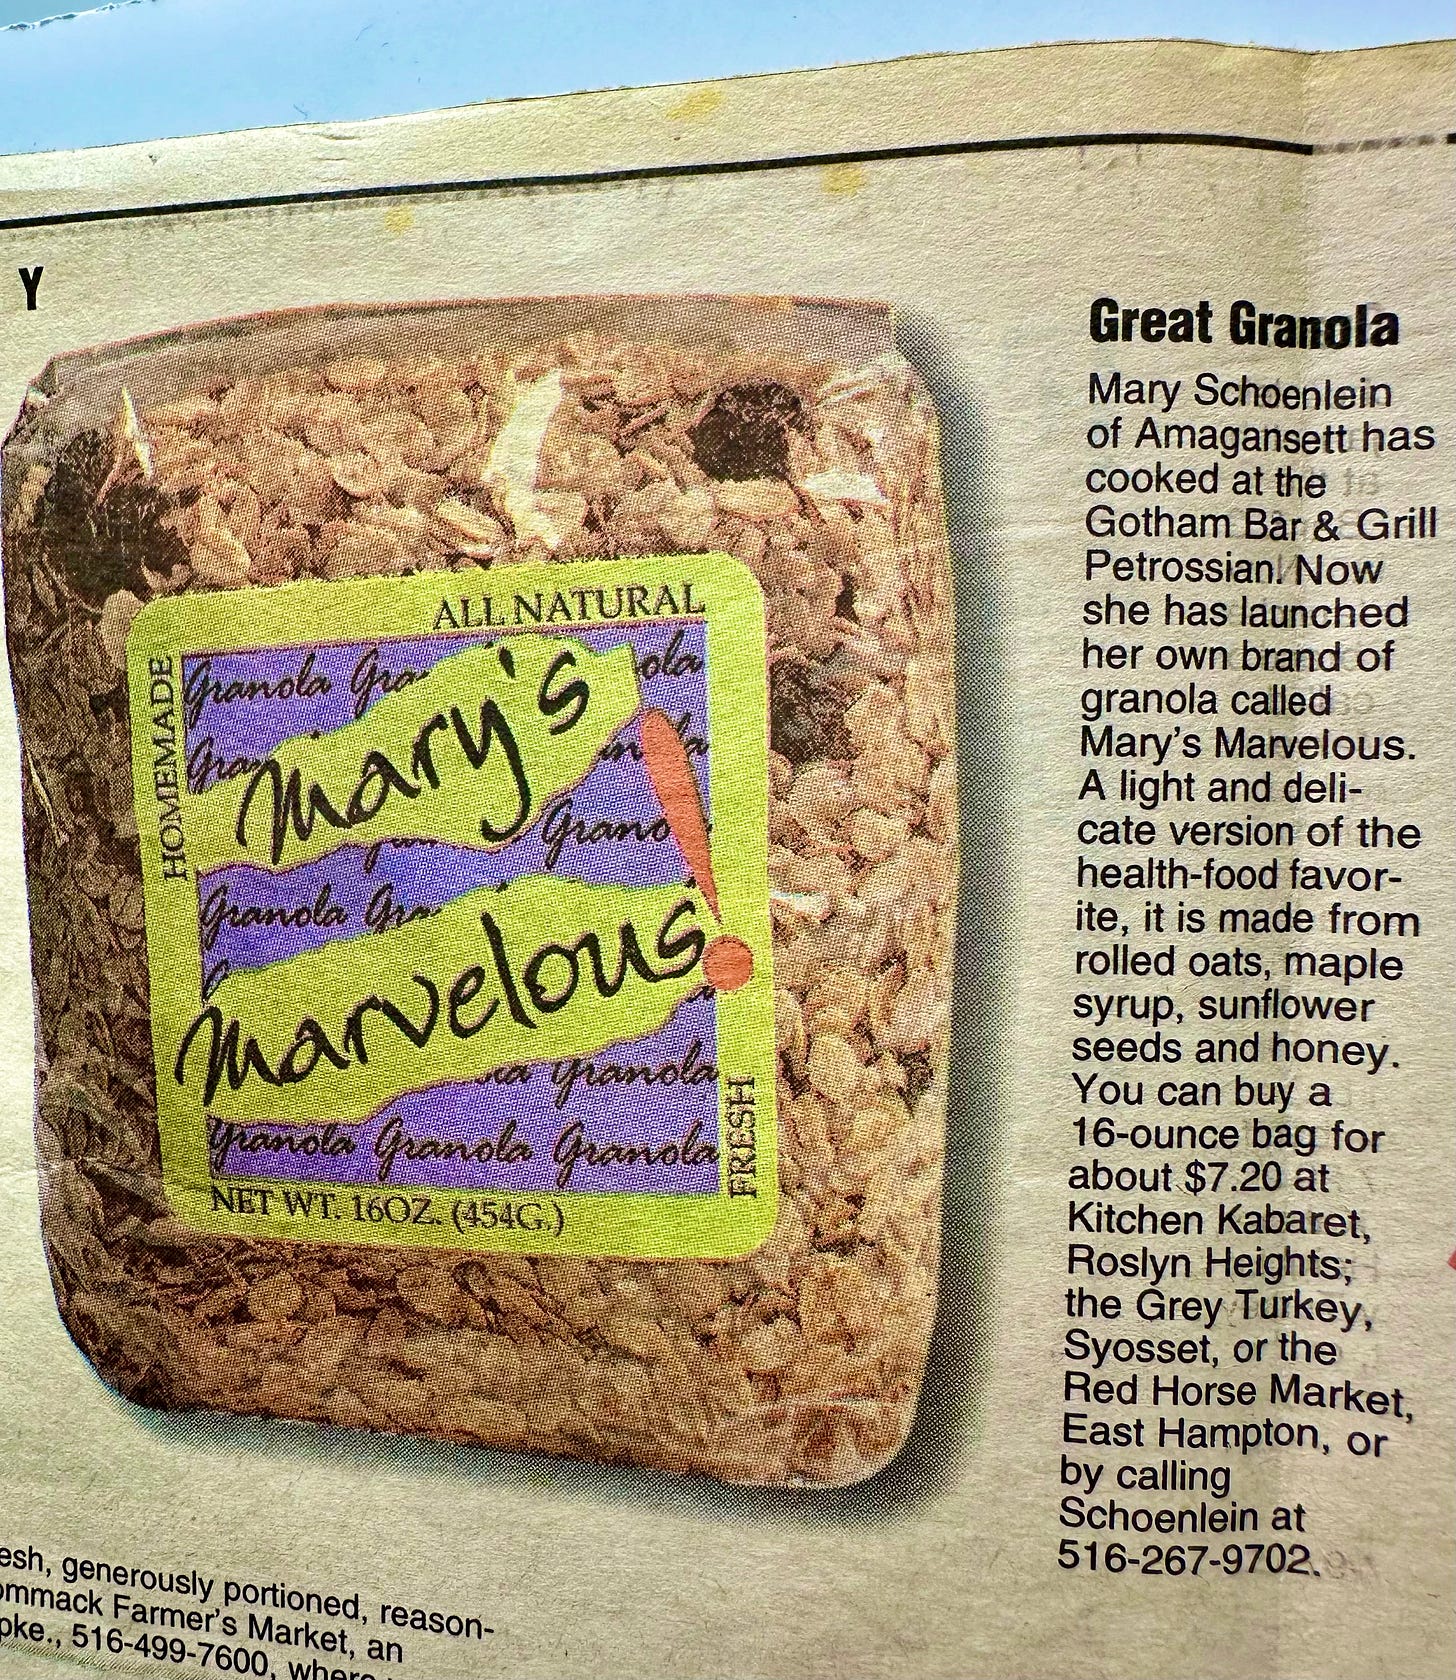 Y
ALL NATURAL
HOMEMADE
Granola
Mary's
Granola
Marvelous!
Granola
Granola Granola Granola
FRESH
NET WT. 16OZ. (454G.)
Great Granola
Mary Schoenlein
of Amagansett has
cooked at the
Gotham Bar & Grill
Petrossian. Now
she has launched
her own brand of
granola called
Mary's Marvelous.
A light and deli-
cate version of the
health-food favor-
ite, it is made from
rolled oats, maple
syrup, sunflower
seeds and honey.
You can buy a
16-ounce bag for
about $7.20 at
Kitchen Kabaret,
Roslyn Heights;
the Grey Turkey,
Syosset, or the
Red Horse Market,
East Hampton, or
by calling
Schoenlein at
516-267-9702.
esh, generously portioned, reason-
ommack Farmer's Market, an
pke., 516-499-7600, where